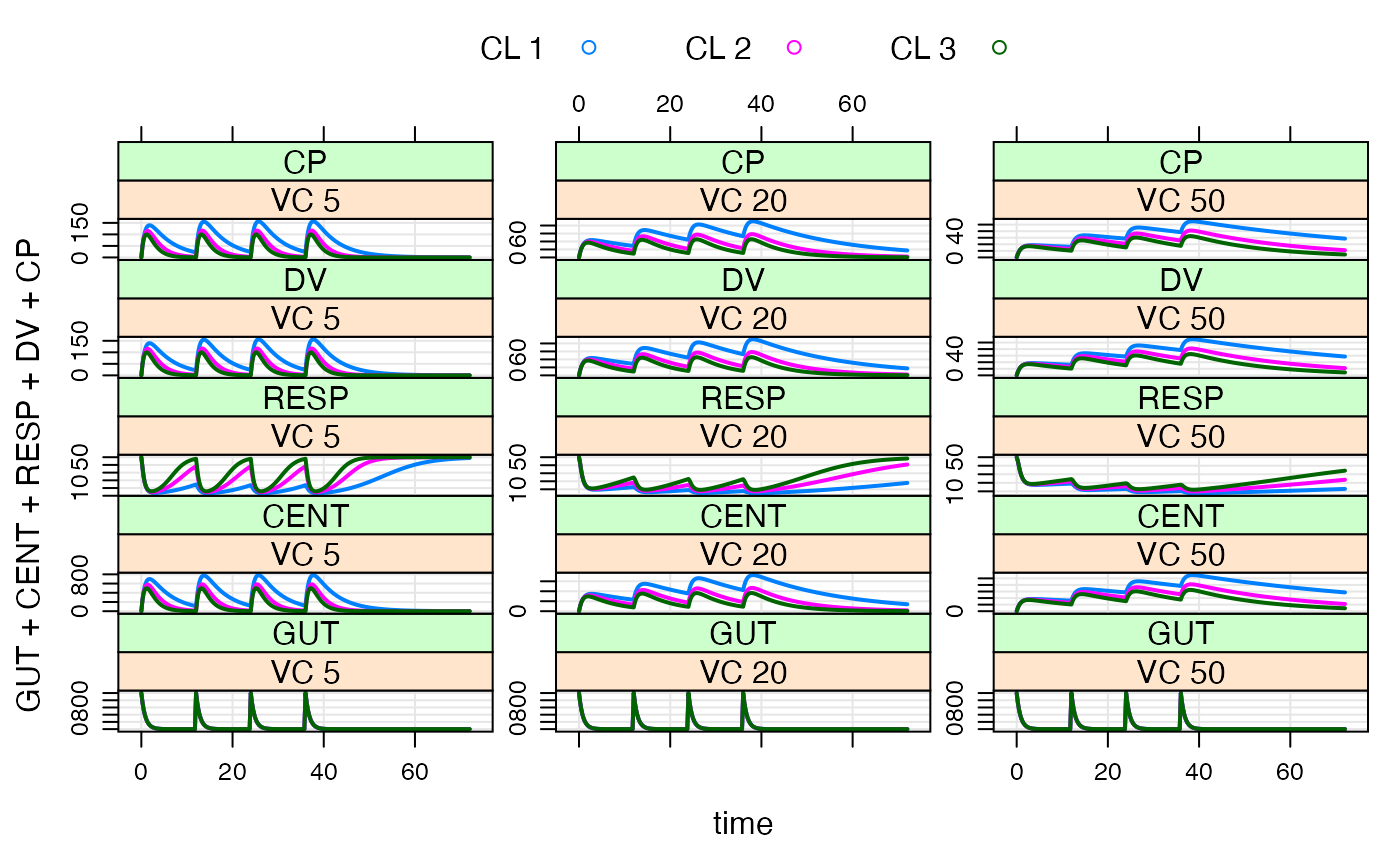 CL 1 CL 2 CL 3
0 20 40 60
CP CP CP
VC 5 VC 20 VC 50
0 150 0 60 0 40
DV DV DV
VC 5 VC 20 VC 50
0 150 0 60 0 40
RESP RESP RESP
VC 5 VC 20 VC 50
10 50 10 50 10 50
CENT CENT CENT
VC 5 VC 20 VC 50
0 800 0 0
GUT GUT GUT
VC 5 VC 20 VC 50
0 800 0 800 0 800
0 20 40 60 0 20 40 60
time
GUT + CENT + RESP + DV + CP